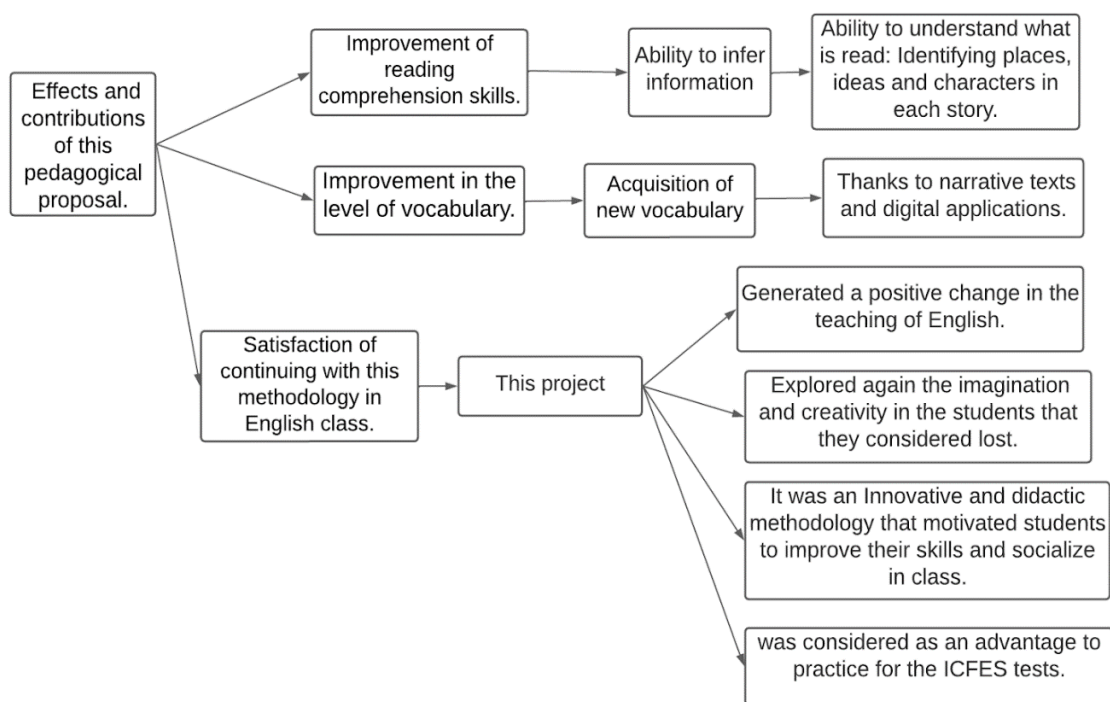 Effects and
contributions
of this
pedagogical
proposal.
Improvement of
reading
comprehension skills.
Ability to infer
information
Ability to understand what
is read: Identifying places,
ideas and characters in
each story.
Improvement in the
level of vocabulary.
Acquisition of
new vocabulary
Thanks to narrative texts
and digital applications.
Satisfaction of
continuing with this
methodology in
English class.
This project
Generated a positive change in the
teaching of English.
Explored again the imagination
and creativity in the students that
they considered lost.
It was an Innovative and didactic
methodology that motivated students
to improve their skills and socialize
in class.
was considered as an advantage to
practice for the ICFES tests.